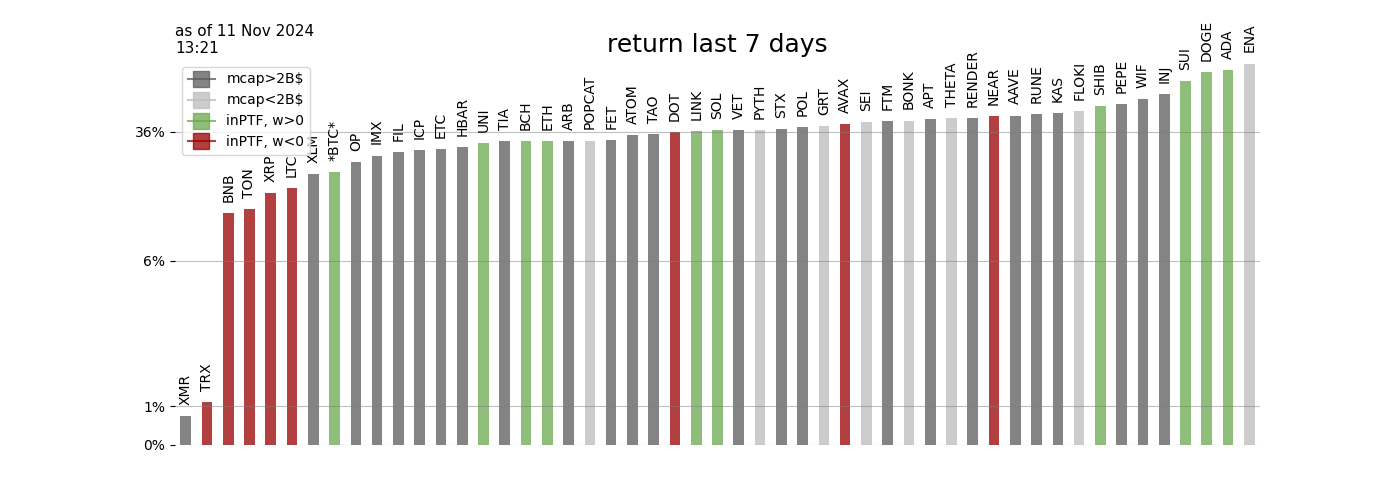 as of 11 Nov 2024
13:21
return last 7 days
mcap>2B$
mcap<2B$
inPTF, w>0
inPTF, w<0
36%
6%
1%
0%
XMR
TRX
BNB
TON
XRP
LTC
XLM
*BTC*
OP
IMX
FIL
ICP
ETC
HBAR
UNI
TIA
BCH
ETH
ARB
POPCAT
FET
ATOM
TAO
DOT
LINK
SOL
VET
PYTH
STX
POL
GRT
AVAX
SEI
FTM
BONK
APT
THETA
RENDER
NEAR
AAVE
RUNE
KAS
FLOKI
SHIB
PEPE
WIF
INJ
SUI
DOGE
ADA
ENA